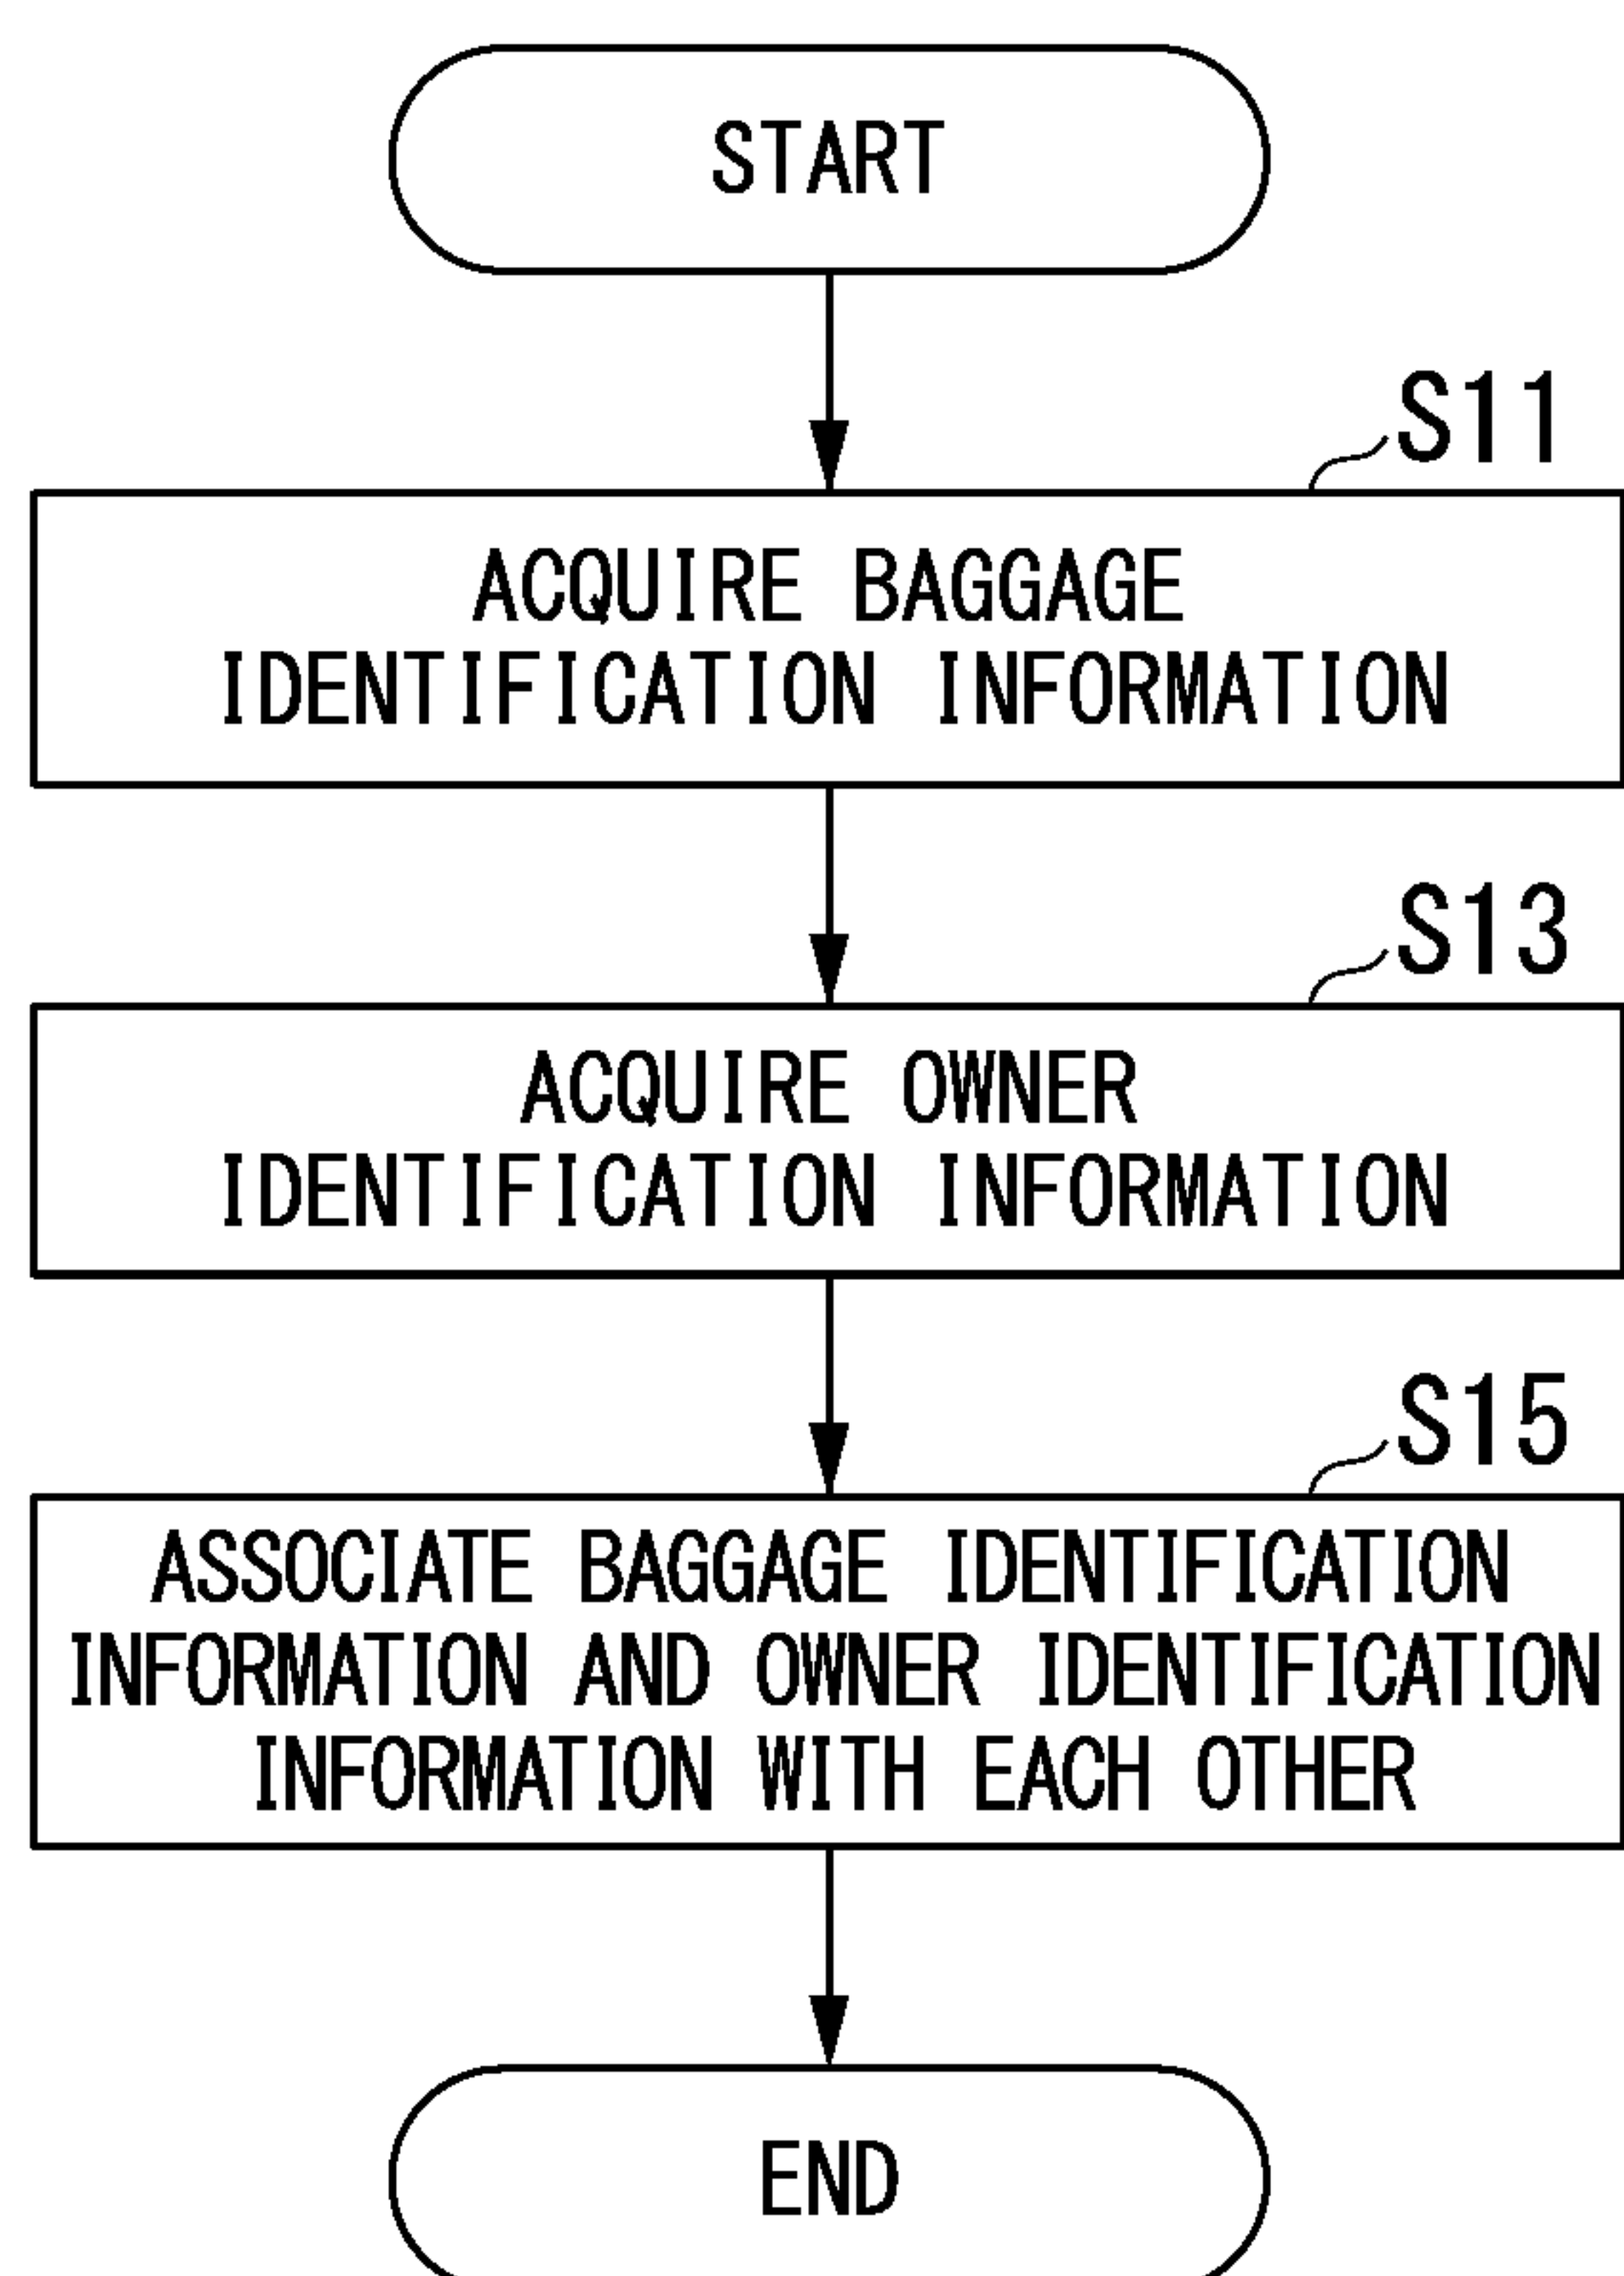 START
S11
ACQUIRE BAGGAGE
IDENTIFICATION INFORMATION
S13
ACQUIRE OWNER
IDENTIFICATION INFORMATION
S15
ASSOCIATE BAGGAGE IDENTIFICATION
INFORMATION AND OWNER IDENTIFICATION
INFORMATION WITH EACH OTHER
END